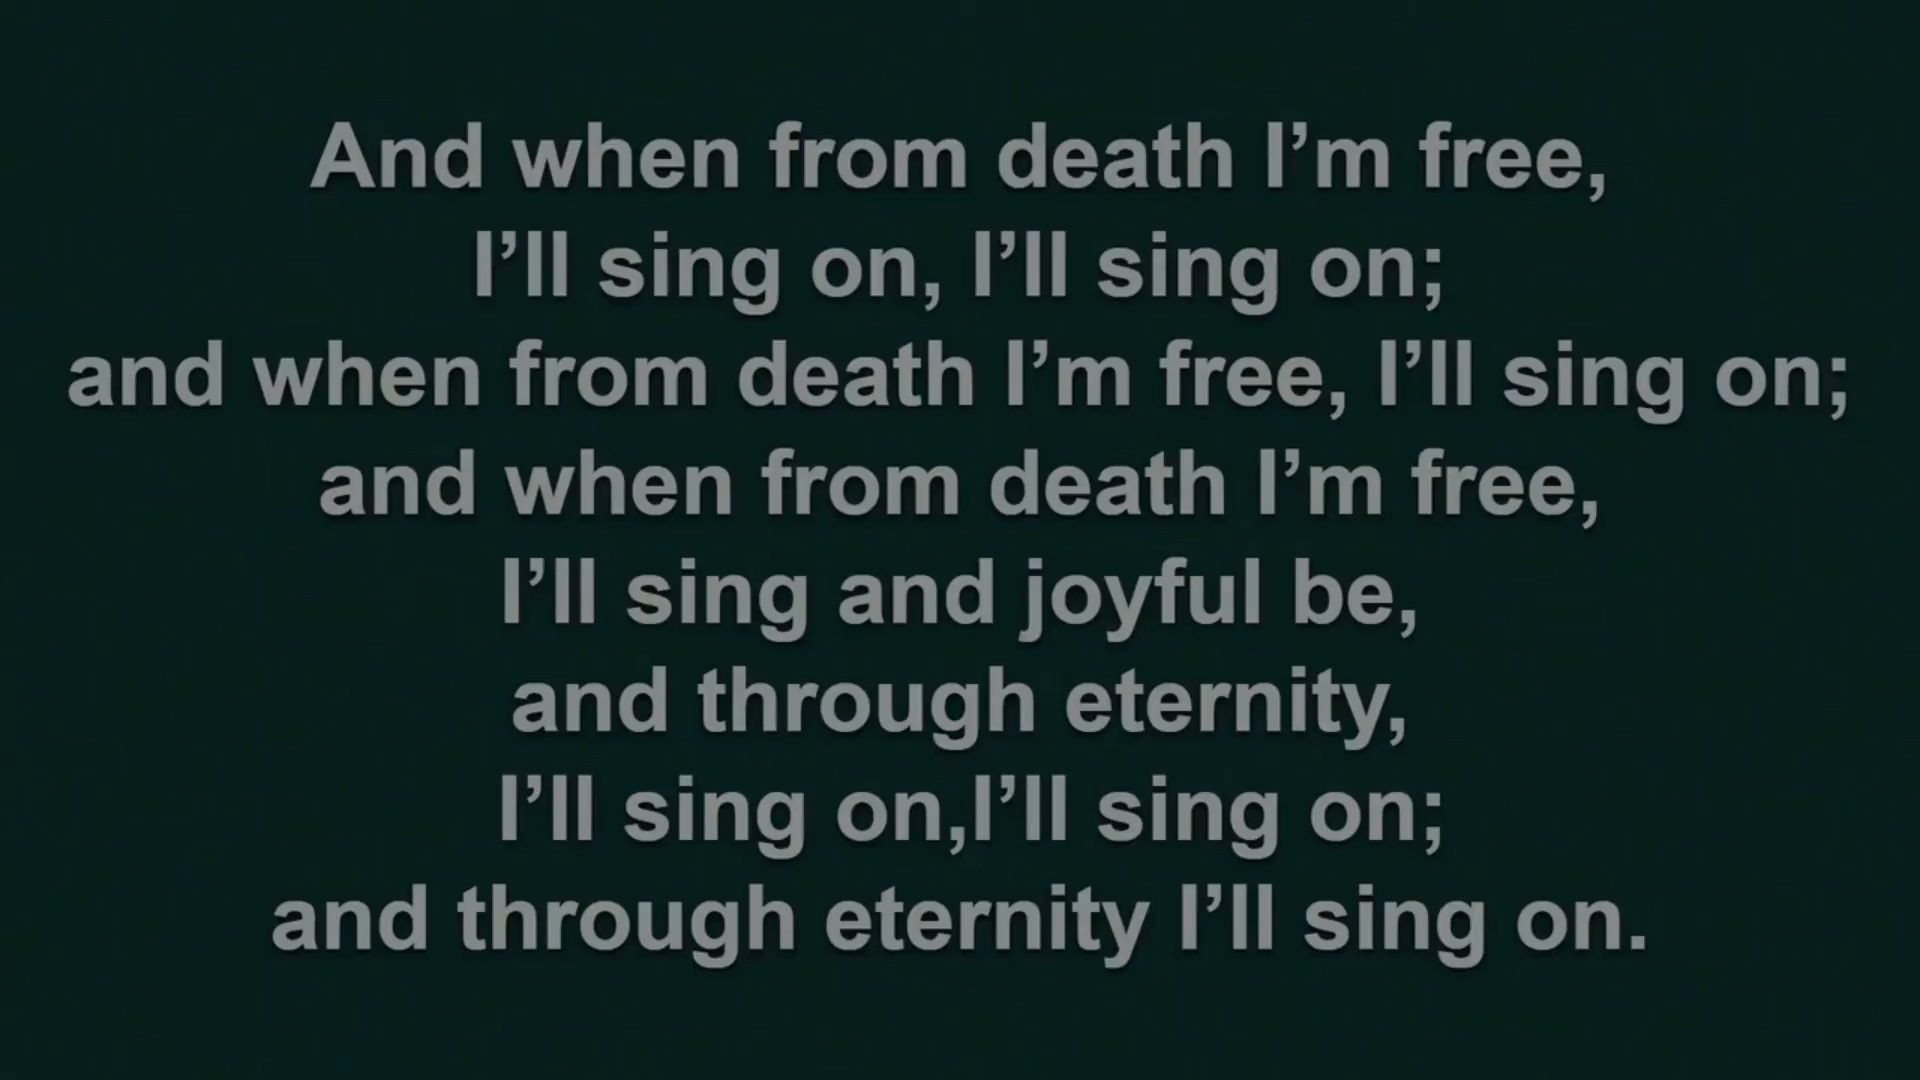 And when from death I’m free,
I’ll sing on, I’ll sing on;
and when from death I’m free, I’ll sing on;
and when from death I’m free,
I’ll sing and joyful be,
and through eternity,
I’ll sing on,I’ll sing on;
and through eternity I’ll sing on.